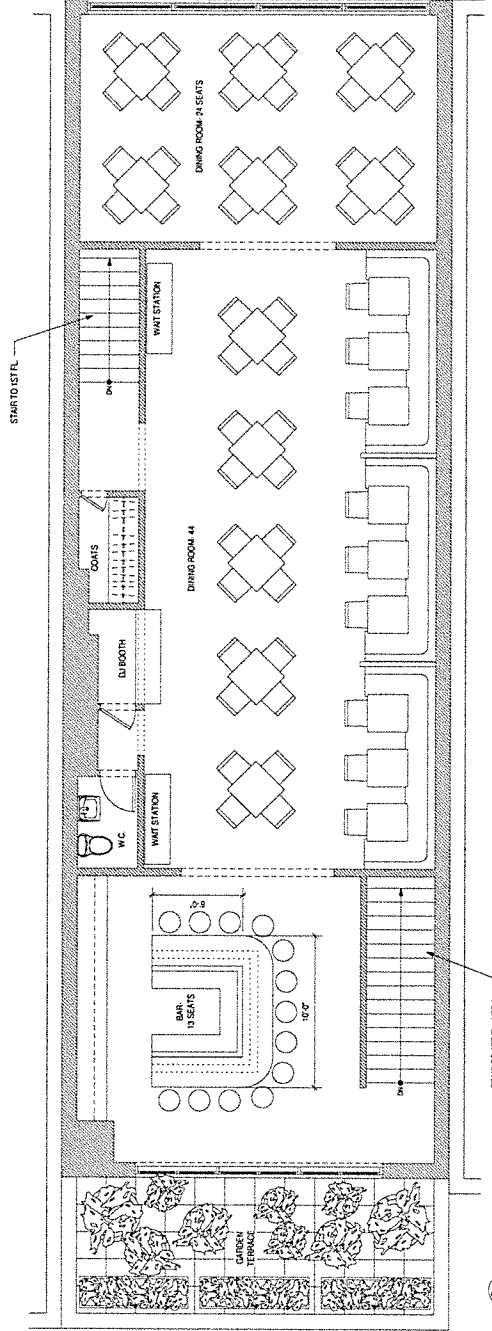 STAIR TO 1ST FL.
DINING ROOM- 24 SEATS
DN
WAIT STATION
COATS
DJ BOOTH
DINING ROOM- 44
W.C.
WAIT STATION
6'-0"
BAR-
13 SEATS
10'-0"
DN
GARDEN
TERRACE